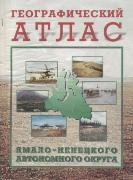 ГЕОГРАФИЧЕСКИЙ
АТЛАС
ЯМАЛО-НЕНЕЦКОГО
АВТОНОМНОГО ОКРУГА